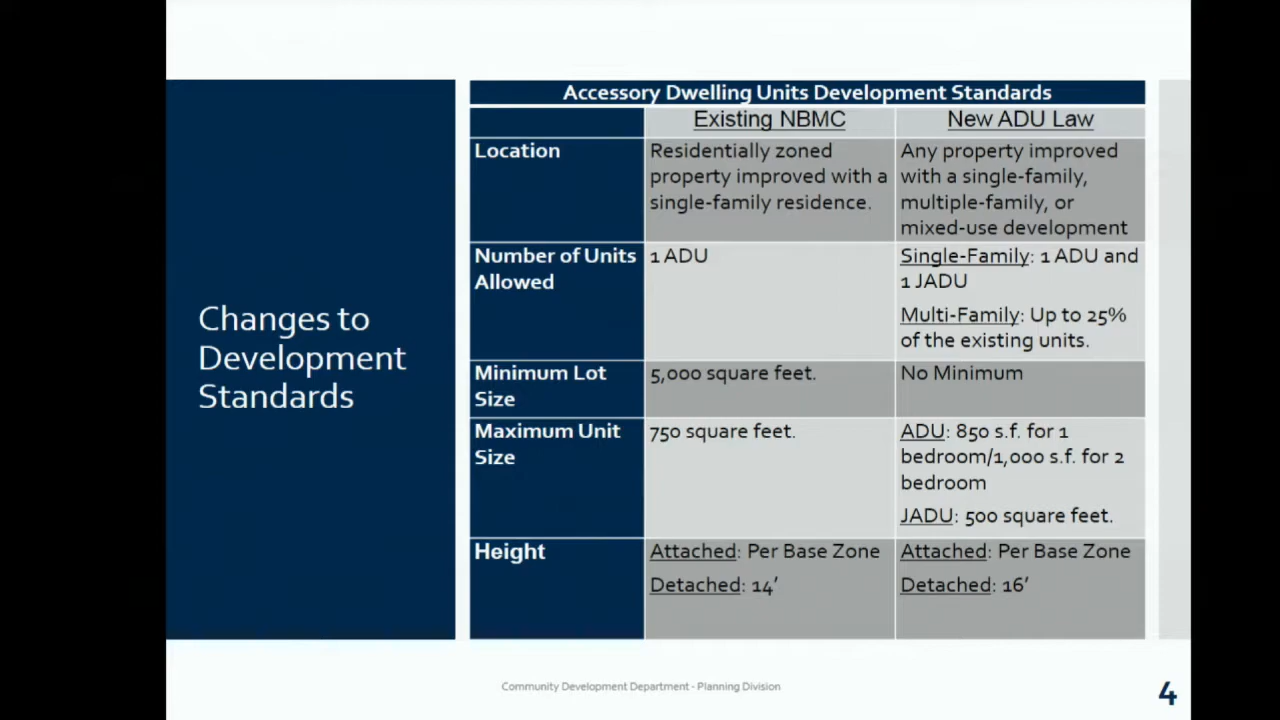 Changes to
Development
Standards
Accessory Dwelling Units Development Standards
Existing NBMC
New ADU Law
Location
Residentially zoned
property improved with a
single-family residence.
Any property improved
with a single-family,
multiple-family, or
mixed-use development
Number of Units
Allowed
1 ADU
Single-Family: 1 ADU and
1 JADU
Multi-Family: Up to 25%
of the existing units.
Minimum Lot
Size
5,000 square feet.
No Minimum
Maximum Unit
Size
750 square feet.
ADU: 850 s.f. for 1
bedroom/1,000 s.f. for 2
bedroom
JADU: 500 square feet.
Height
Attached: Per Base Zone
Detached: 14’
Attached: Per Base Zone
Detached: 16’
Community Development Department - Planning Division
4